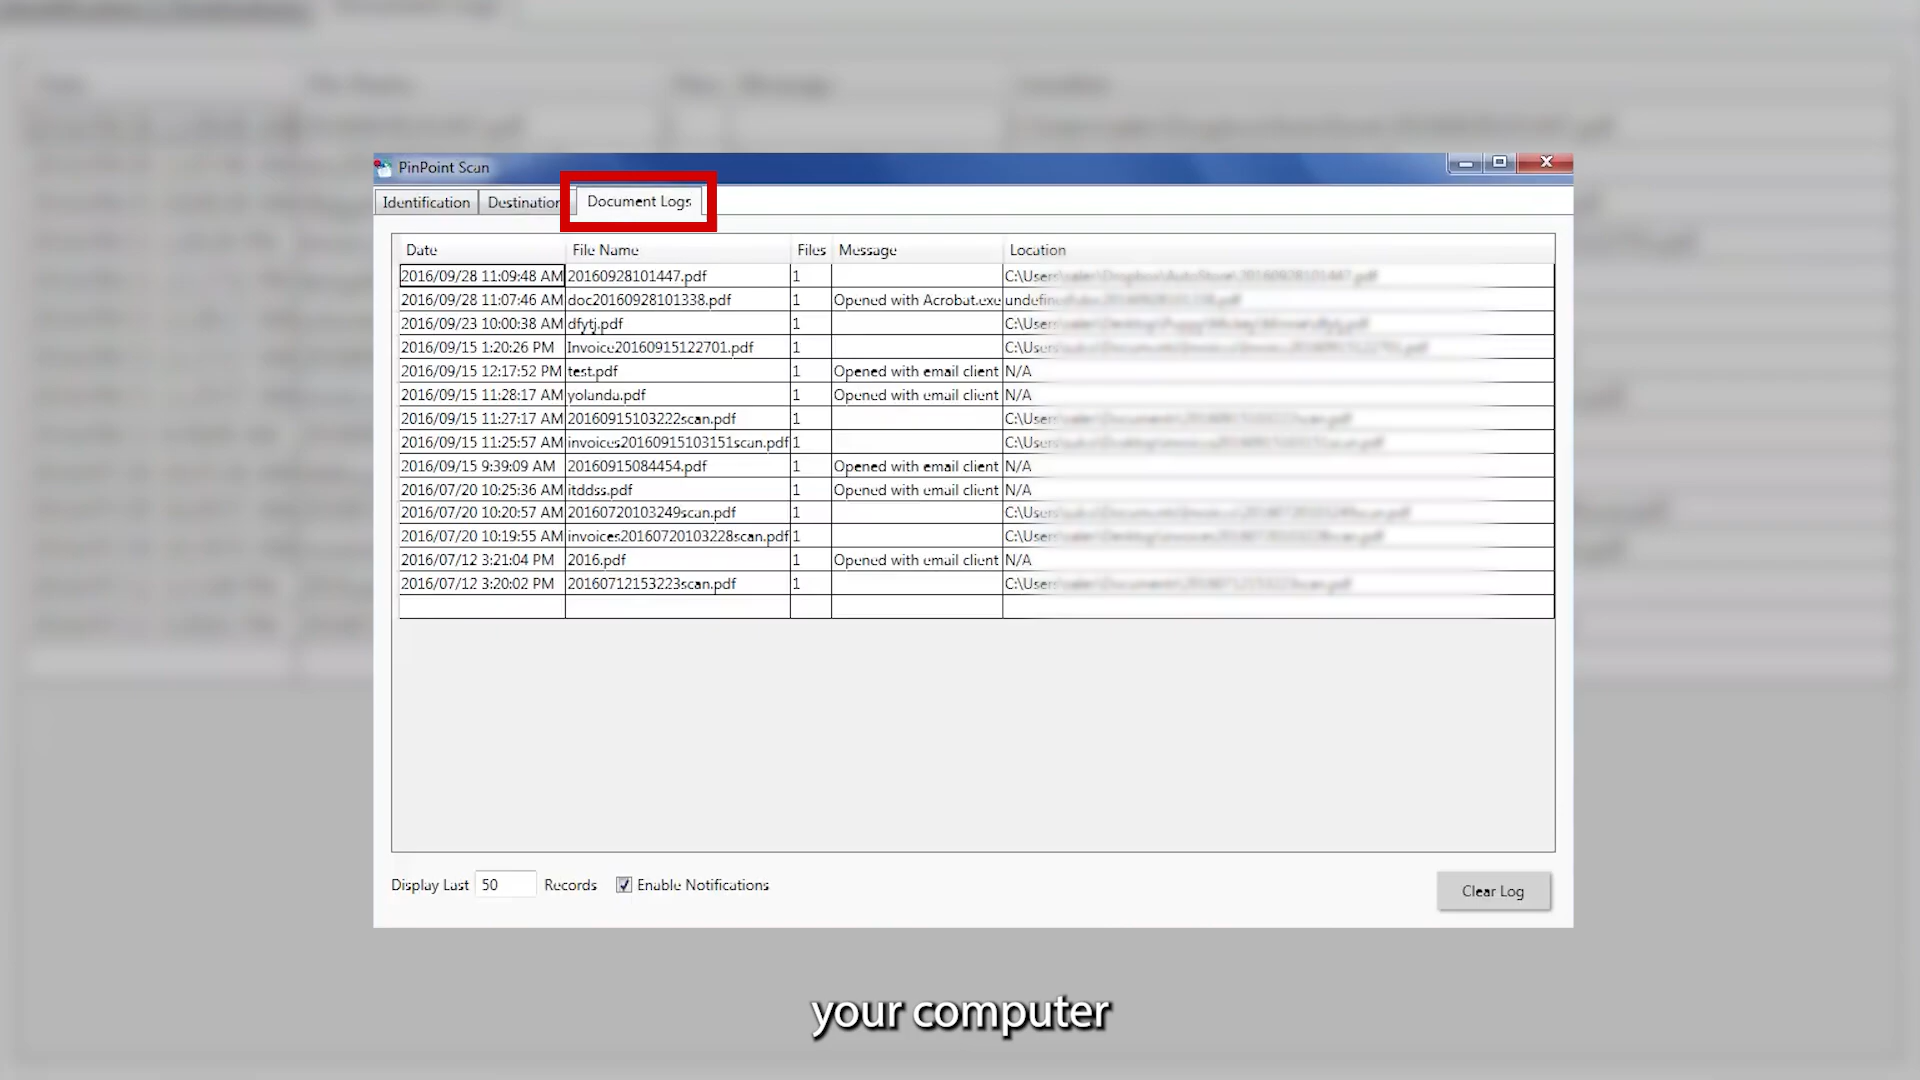 PinPoint Scan
Identification Destination Document Logs
Date File Name Files Message Location
2016/09/28 11:09:48 AM 20160928101447.pdf 1 C:\Users
2016/09/28 11:07:46 AM doc20160928101338.pdf 1 Opened with Acrobat.exe undefined
2016/09/23 10:00:38 AM dfytj.pdf 1 C:\Users
2016/09/15 1:20:26 PM Invoice20160915122701.pdf 1 C:\Users
2016/09/15 12:17:52 PM test.pdf 1 Opened with email client N/A
2016/09/15 11:28:17 AM yolanda.pdf 1 Opened with email client N/A
2016/09/15 11:27:17 AM 20160915103222scan.pdf 1 C:\Users
2016/09/15 11:25:57 AM invoices20160915103151scan.pdf 1 C:\Users
2016/09/15 9:39:09 AM 20160915084454.pdf 1 Opened with email client N/A
2016/07/20 10:25:36 AM itddss.pdf 1 Opened with email client N/A
2016/07/20 10:20:57 AM 20160720103249scan.pdf 1 C:\Users
2016/07/20 10:19:55 AM invoices20160720103228scan.pdf 1 C:\Users
2016/07/12 3:21:04 PM 2016.pdf 1 Opened with email client N/A
2016/07/12 3:20:02 PM 20160712153223scan.pdf 1 C:\Users
Display Last 50 Records Enable Notifications
Clear Log
your computer